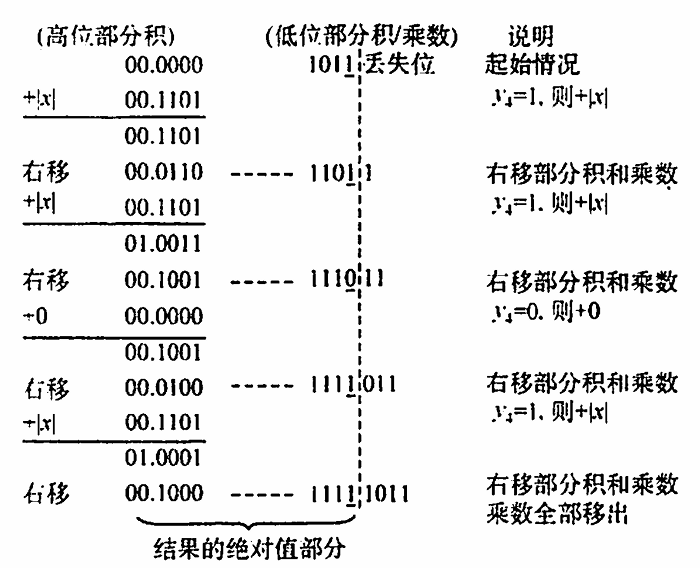 (高位部分积) (低位部分积/乘数) 说明
00.0000 1011 丢失位 起始情况
+|x| 00.1101 y₄=1, 则+|x|
00.1101
右移 00.0110 ----- 1101 1 右移部分积和乘数
+|x| 00.1101 y₄=1, 则+|x|
01.0011
右移 00.1001 ----- 1110 11 右移部分积和乘数
+0 00.0000 y₄=0, 则+0
00.1001
右移 00.0100 ----- 1111 011 右移部分积和乘数
+|x| 00.1101 y₄=1, 则+|x|
01.0001
右移 00.1000 ----- 1111 1011 右移部分积和乘数
乘数全部移出
结果的绝对值部分